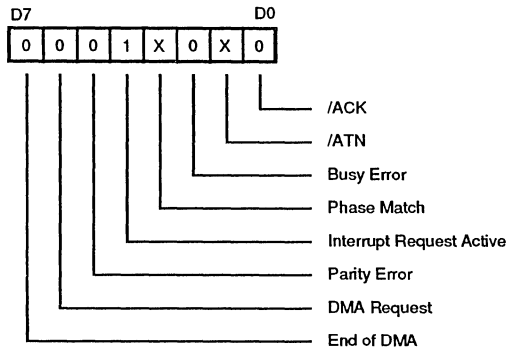 D7 D0
0 0 0 1 X 0 X 0
/ACK
/ATN
Busy Error
Phase Match
Interrupt Request Active
Parity Error
DMA Request
End of DMA